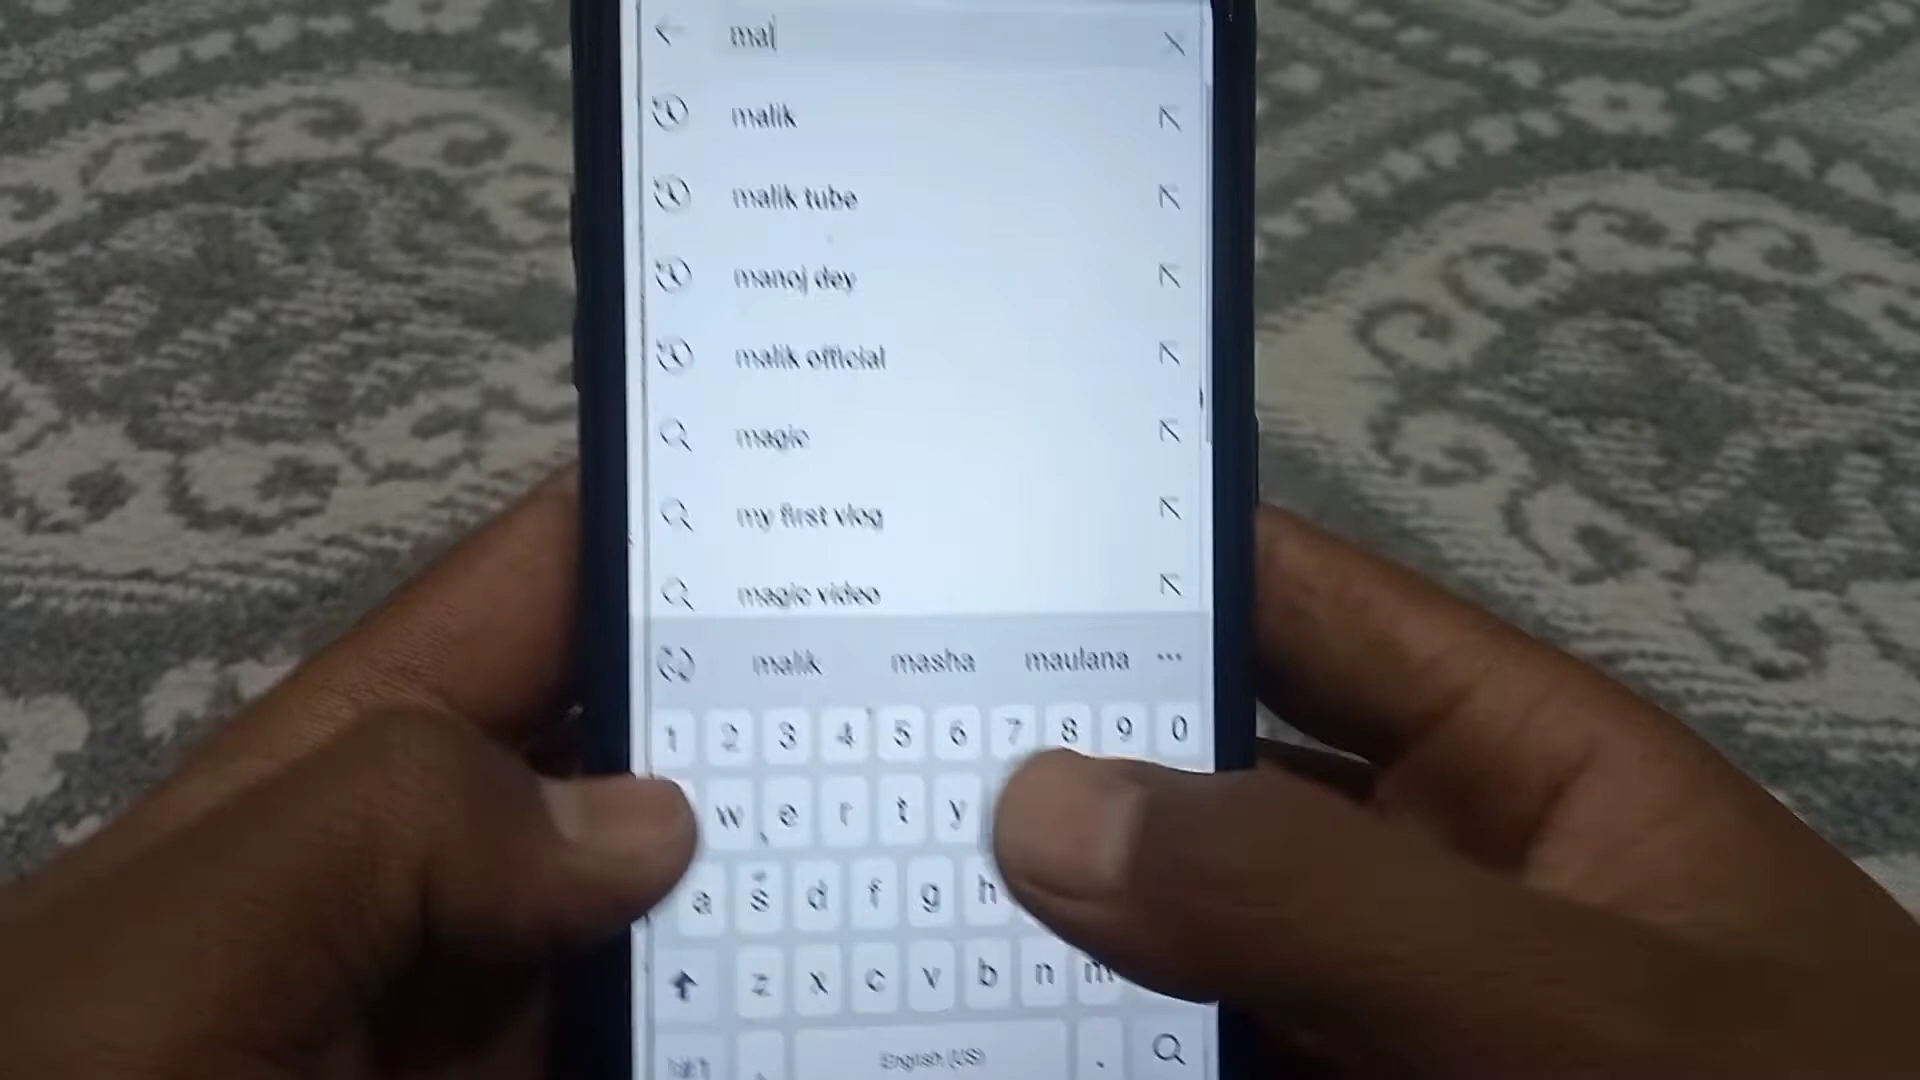 mal
malik
malik tube
manoj dey
malik official
magic
my first vlog
magic video
malik masha maulana ...
1 2 3 4 5 6 7 8 9 0
w e r t y
a s d f g h
z x c v b n m
, English (US) .